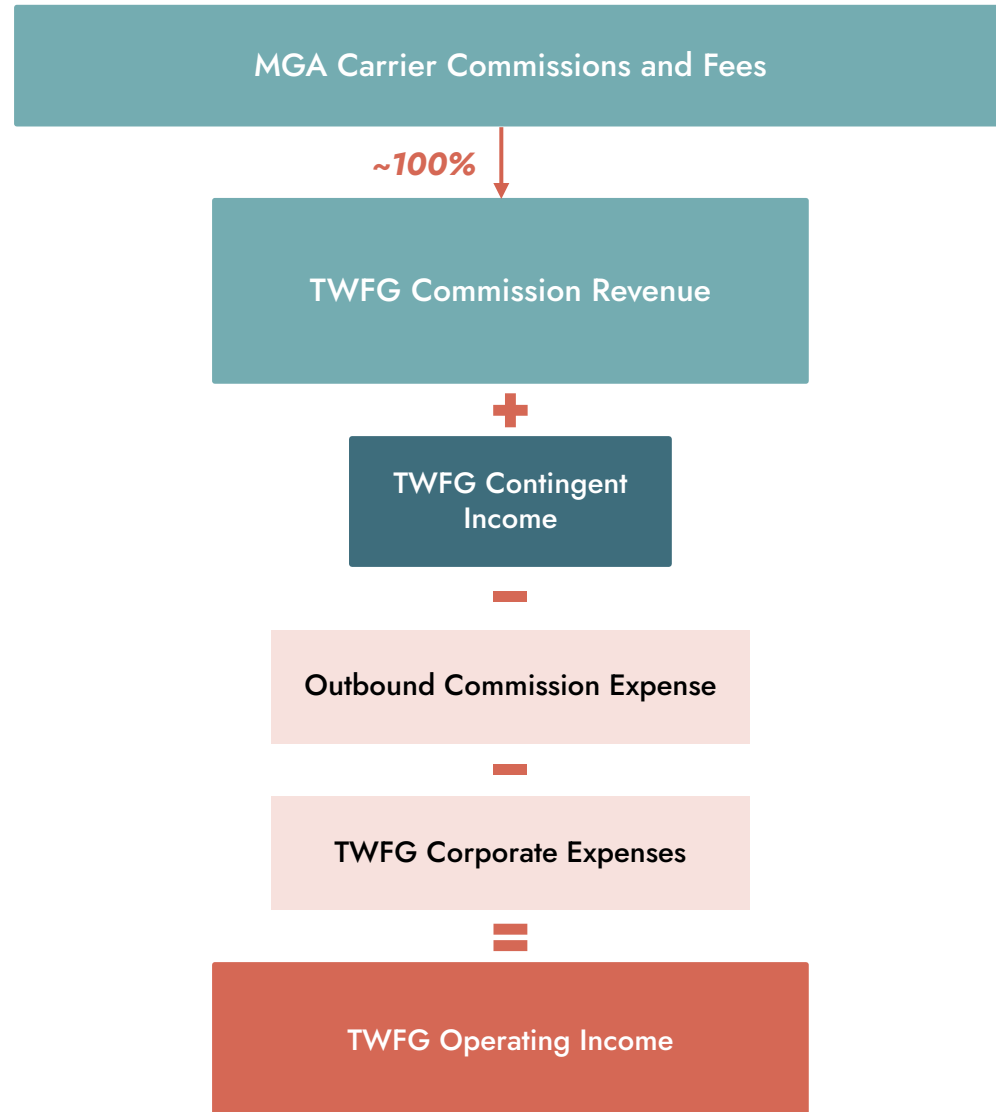 MGA Carrier Commissions and Fees
~100%
TWFG Commission Revenue
+
TWFG Contingent
Income
-
Outbound Commission Expense
-
TWFG Corporate Expenses
=
TWFG Operating Income